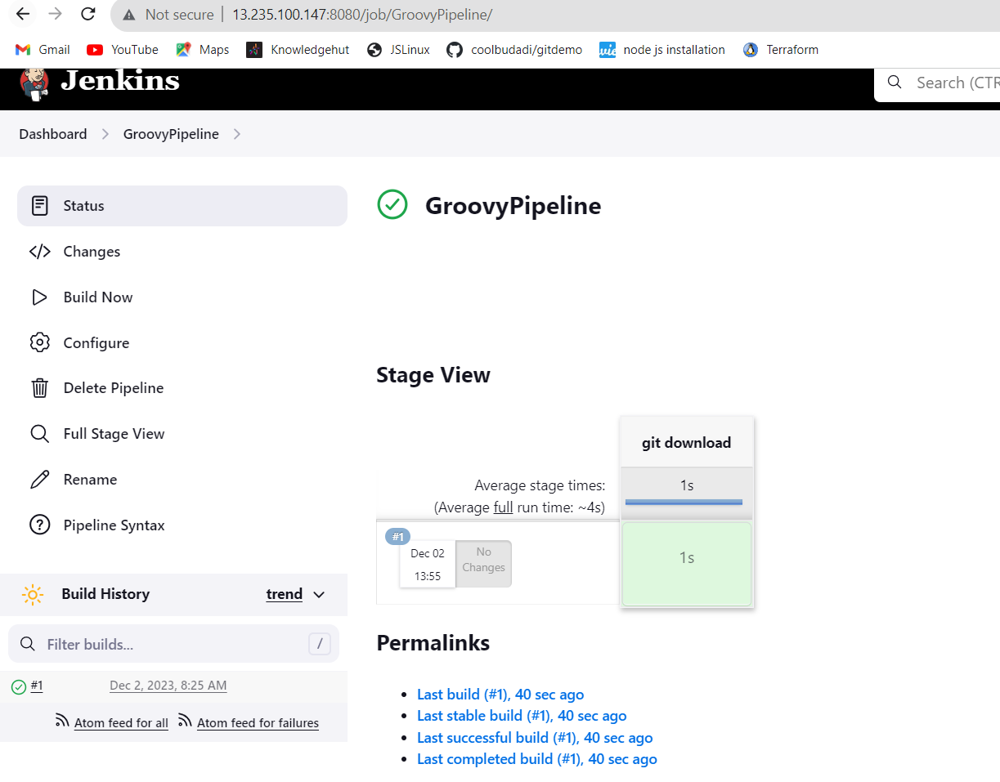 Not secure 13.235.100.147:8080/job/GroovyPipeline/
Gmail YouTube Maps Knowledgehut JSLinux coolbudadi/gitdemo node js installation Terraform
Jenkins
Search (CTR
Dashboard GroovyPipeline
Status
Changes
Build Now
Configure
Delete Pipeline
Full Stage View
Rename
Pipeline Syntax
Build History trend
Filter builds... /
#1 Dec 2, 2023, 8:25 AM
Atom feed for all Atom feed for failures
GroovyPipeline
Stage View
git download
Average stage times: 1s
(Average full run time: ~4s)
#1
Dec 02
13:55
No
Changes
1s
Permalinks
Last build (#1), 40 sec ago
Last stable build (#1), 40 sec ago
Last successful build (#1), 40 sec ago
Last completed build (#1), 40 sec ago